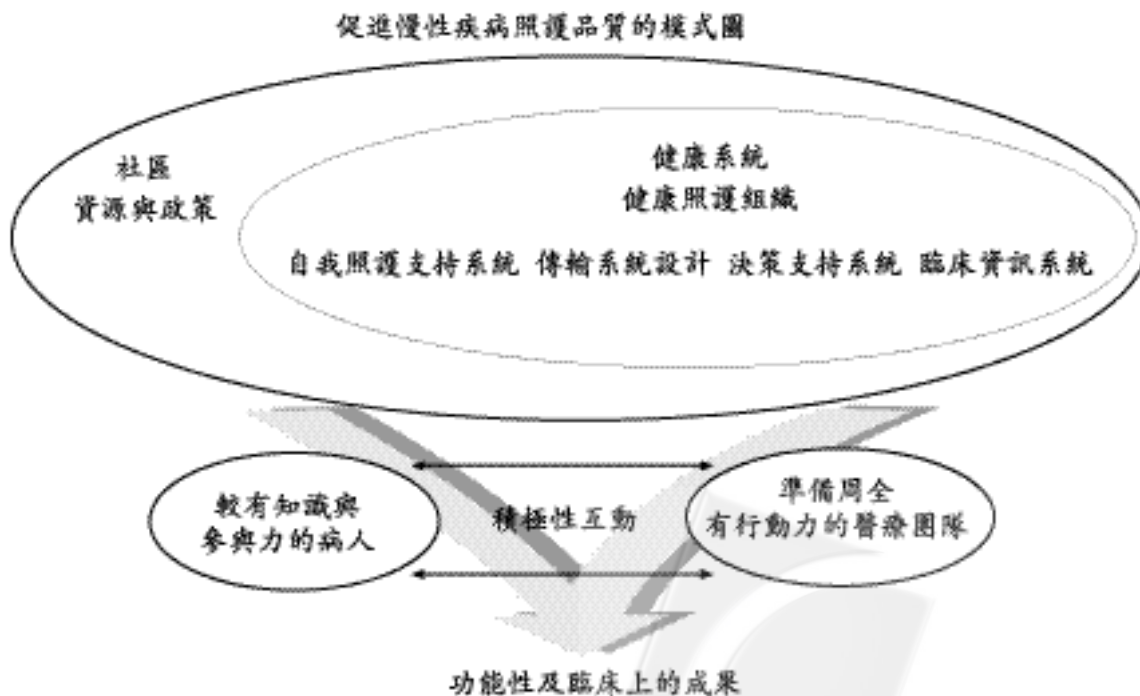 促進慢性疾病照護品質的模式圖
社區
資源與政策
健康系統
健康照護組織
自我照護支持系統 傳輸系統設計 決策支持系統 臨床資訊系統
較有知識與
參與力的病人
積極性互動
準備周全
有行動力的醫療團隊
功能性及臨床上的成果